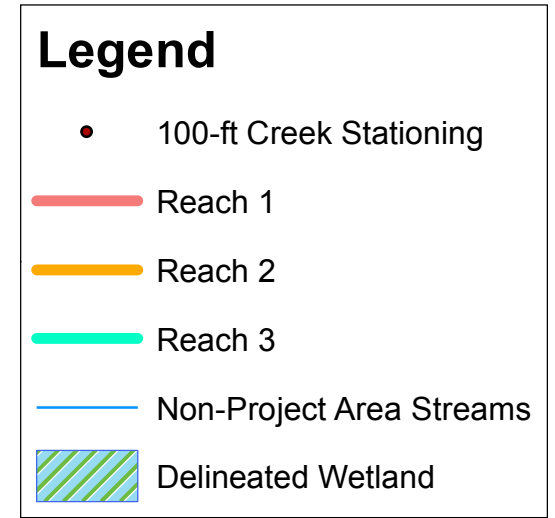 Legend
100-ft Creek Stationing
Reach 1
Reach 2
Reach 3
Non-Project Area Streams
Delineated Wetland